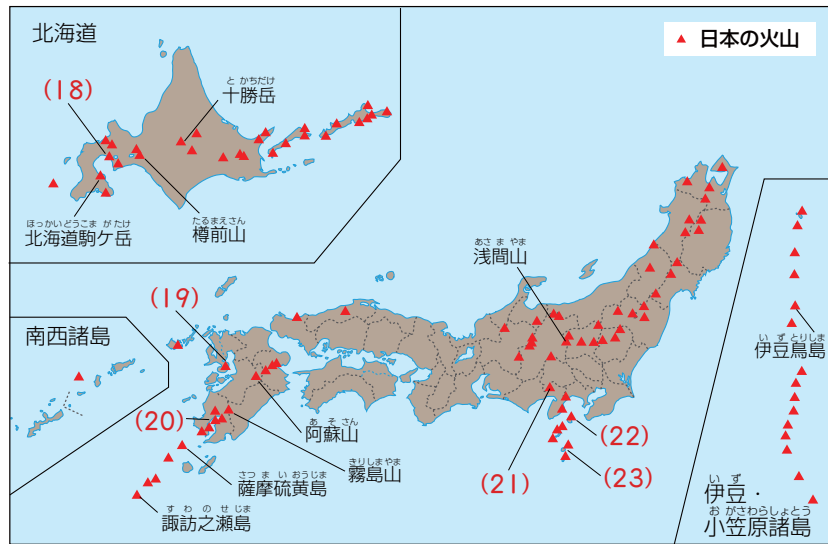 北海道
▲ 日本の火山
(18)
とかちだけ
十勝岳
ほっかいどうこまがたけ
北海道駒ケ岳
たるまえさん
樽前山
あさまやま
浅間山
(19)
南西諸島
いずとりしま
伊豆鳥島
(20)
あそさん
阿蘇山
(22)
きりしまやま
霧島山
(21)
(23)
さつまいおうじま
薩摩硫黄島
すわのせじま
諏訪之瀬島
いず
伊豆・
おがさわらしょとう
小笠原諸島